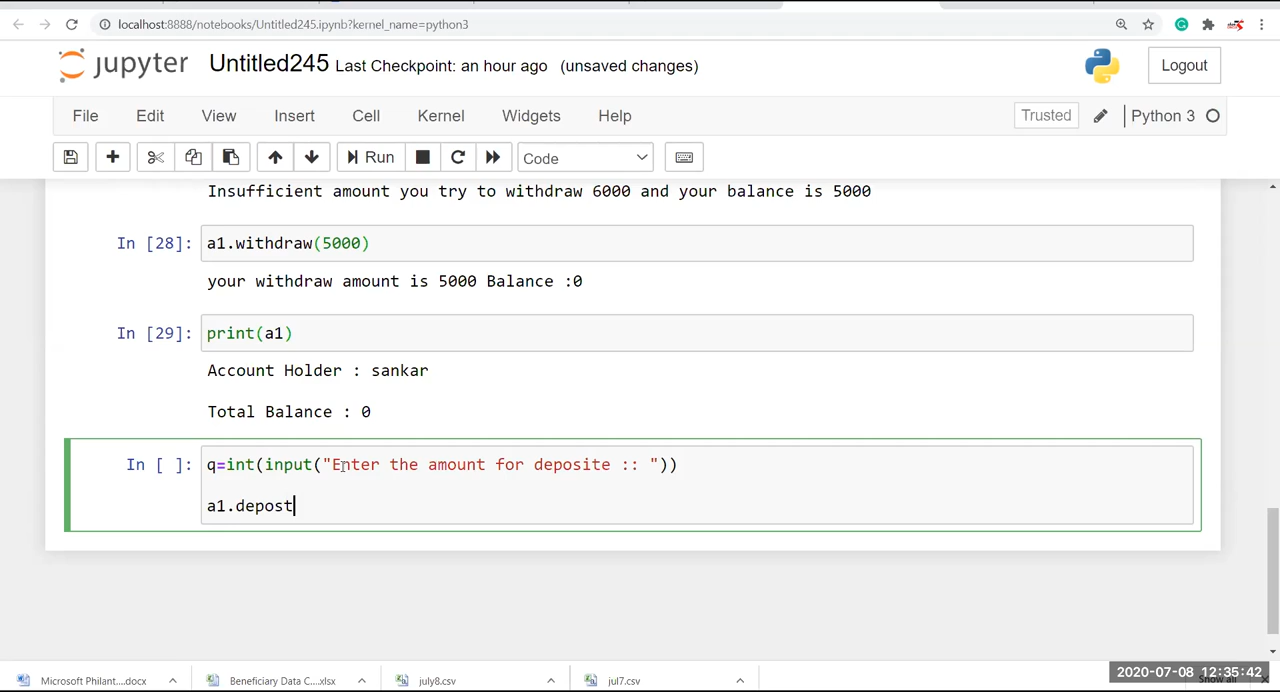 localhost:8888/notebooks/Untitled245.ipynb?kernel_name=python3
jupyter Untitled245 Last Checkpoint: an hour ago (unsaved changes)
Logout
File Edit View Insert Cell Kernel Widgets Help
Trusted Python 3
Run Code
Insufficient amount you try to withdraw 6000 and your balance is 5000
In [28]: a1.withdraw(5000)
your withdraw amount is 5000 Balance :0
In [29]: print(a1)
Account Holder : sankar
Total Balance : 0
In [ ]: q=int(input("Enter the amount for deposite :: "))
a1.depost
2020-07-08 12:35:42
Microsoft Philant....docx Beneficiary Data C....xlsx july8.csv jul7.csv Show all